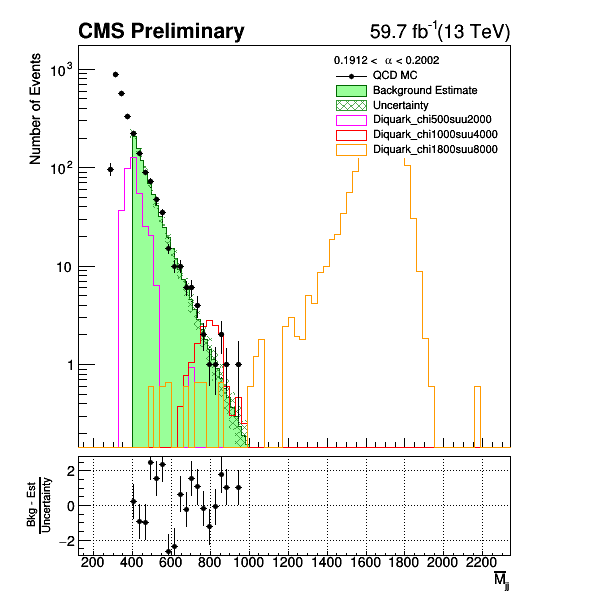 CMS Preliminary 59.7 fb⁻¹(13 TeV)
0.1912 < α < 0.2002
QCD MC
Background Estimate
Uncertainty
Diquark_chi500suu2000
Diquark_chi1000suu4000
Diquark_chi1800suu8000
Number of Events
10³
10²
10
1
Bkg - Est
Uncertainty
2
0
−2
200 400 600 800 1000 1200 1400 1600 1800 2000 2200
M̅jj